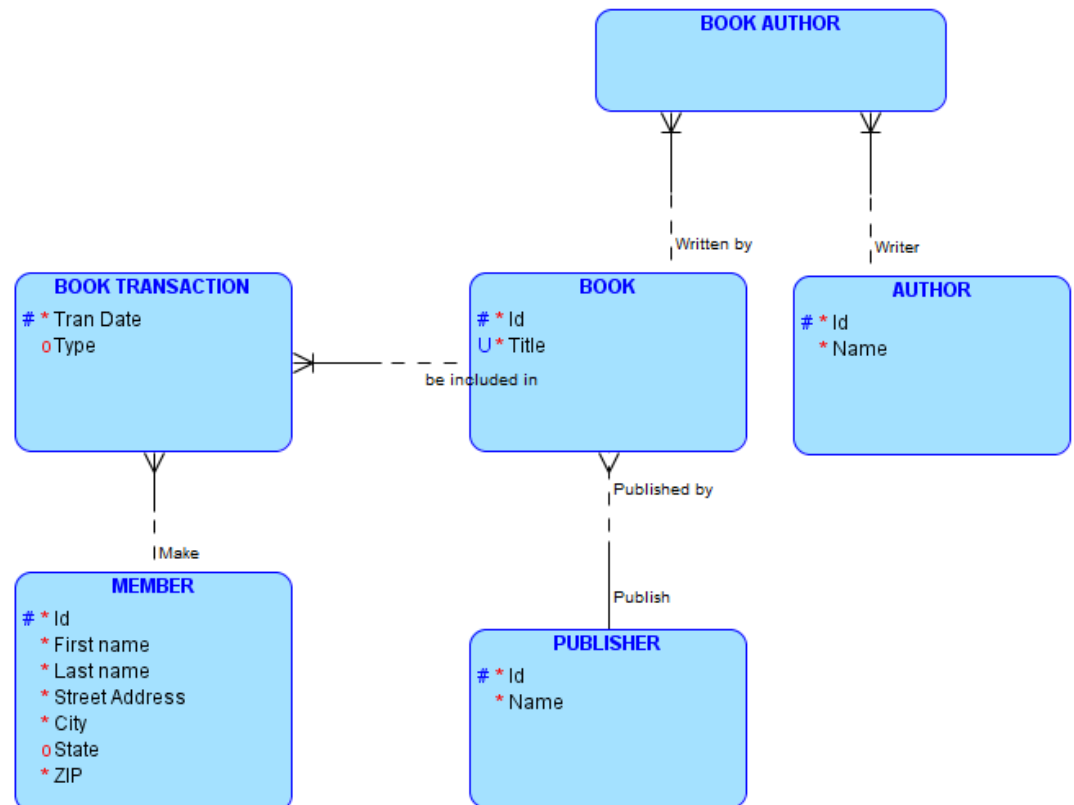 BOOK AUTHOR
Written by
Writer
BOOK TRANSACTION
# * Tran Date
o Type
BOOK
# * Id
U * Title
AUTHOR
# * Id
* Name
be included in
Published by
Make
Publish
MEMBER
# * Id
* First name
* Last name
* Street Address
* City
o State
* ZIP
PUBLISHER
# * Id
* Name